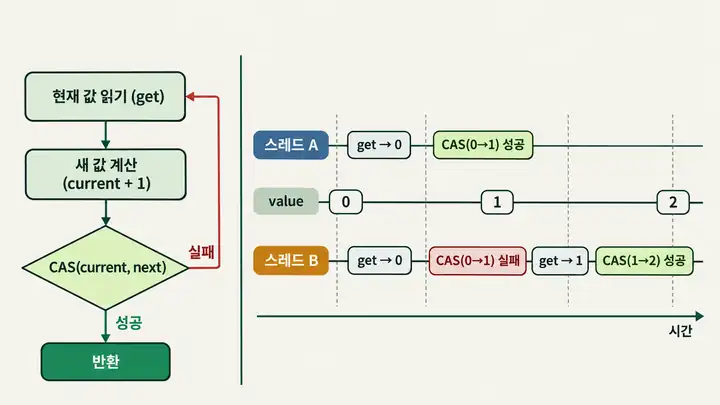 현재 값 읽기 (get)
새 값 계산
(current + 1)
CAS(current, next)
실패
성공
반환
스레드 A
get → 0
CAS(0→1) 성공
value
0
1
2
스레드 B
get → 0
CAS(0→1) 실패
get → 1
CAS(1→2) 성공
시간